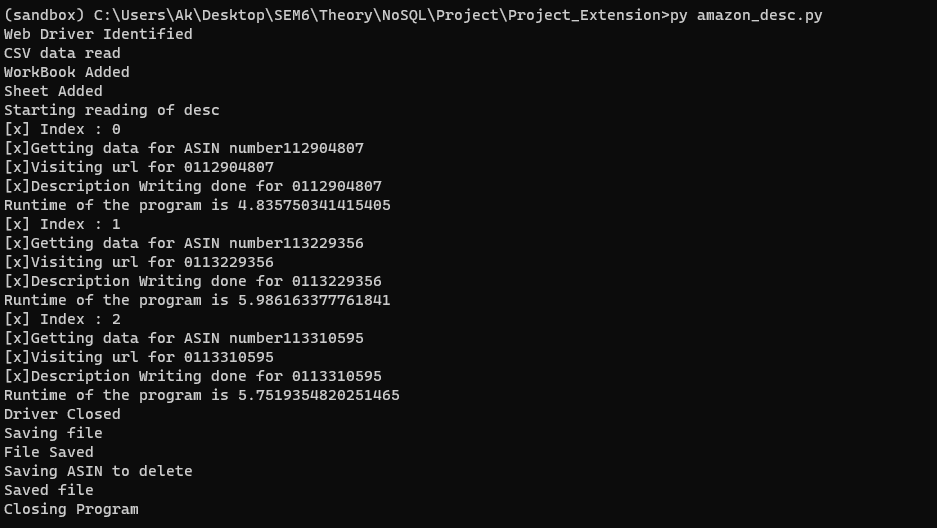 (sandbox) C:\Users\Ak\Desktop\SEM6\Theory\NoSQL\Project\Project_Extension>py amazon_desc.py
Web Driver Identified
CSV data read
WorkBook Added
Sheet Added
Starting reading of desc
[x] Index : 0
[x]Getting data for ASIN number112904807
[x]Visiting url for 0112904807
[x]Description Writing done for 0112904807
Runtime of the program is 4.835750341415405
[x] Index : 1
[x]Getting data for ASIN number113229356
[x]Visiting url for 0113229356
[x]Description Writing done for 0113229356
Runtime of the program is 5.986163377761841
[x] Index : 2
[x]Getting data for ASIN number113310595
[x]Visiting url for 0113310595
[x]Description Writing done for 0113310595
Runtime of the program is 5.7519354820251465
Driver Closed
Saving file
File Saved
Saving ASIN to delete
Saved file
Closing Program